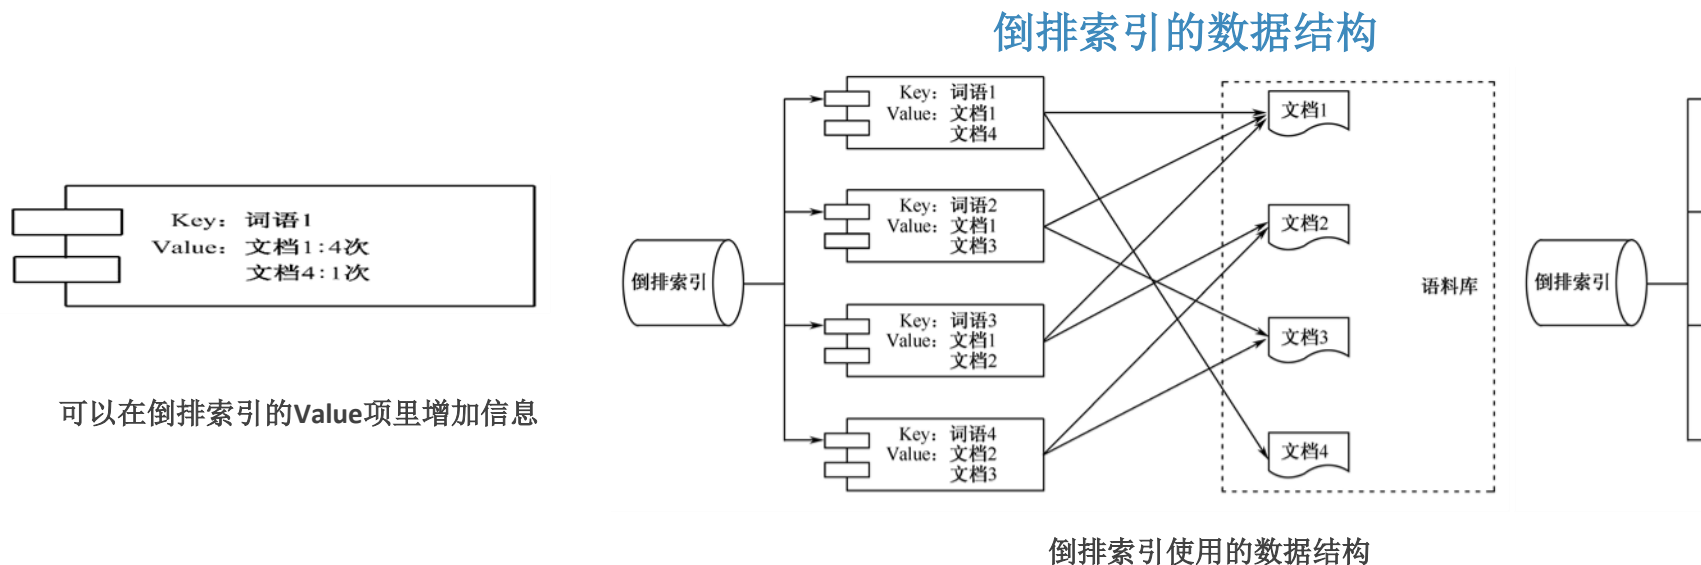 倒排索引的数据结构
Key：词语1
Value：文档1:4次
文档4:1次
可以在倒排索引的Value项里增加信息
倒排索引
Key：词语1
Value：文档1
文档4
Key：词语2
Value：文档1
文档3
Key：词语3
Value：文档1
文档2
Key：词语4
Value：文档2
文档3
文档1
文档2
文档3
文档4
语料库
倒排索引使用的数据结构
倒排索引